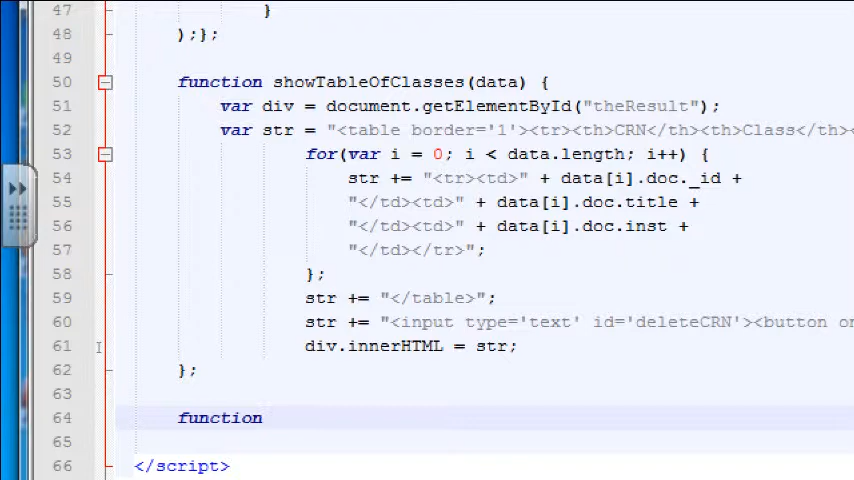 47 }
48 );};
49
50 function showTableOfClasses(data) {
51 var div = document.getElementById("theResult");
52 var str = "<table border='1'><tr><th>CRN</th><th>Class</th>
53 for(var i = 0; i < data.length; i++) {
54 str += "<tr><td>" + data[i].doc._id +
55 "</td><td>" + data[i].doc.title +
56 "</td><td>" + data[i].doc.inst +
57 "</td></tr>";
58 };
59 str += "</table>";
60 str += "<input type='text' id='deleteCRN'><button on
61 div.innerHTML = str;
62 };
63
64 function
65
66 </script>